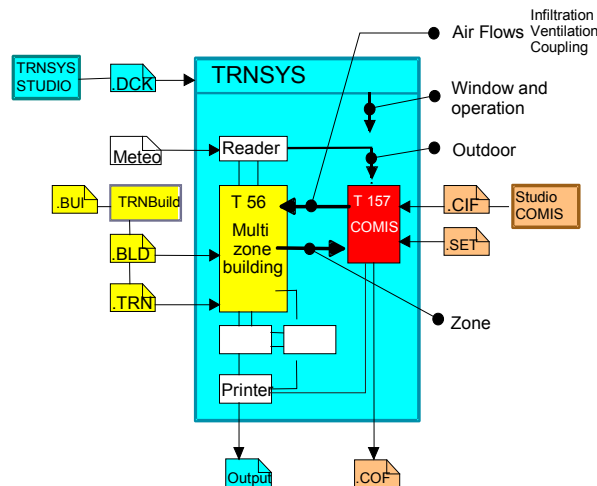 Infiltration
Air Flows Ventilation
Coupling
TRNSYS
STUDIO
.DCK
TRNSYS
Window and
operation
Meteo
Reader
Outdoor
.BUI
TRNBuild
T 56
Multi
zone
building
T 157
COMIS
.CIF
Studio
COMIS
.SET
.BLD
.TRN
Zone
Printer
Output
.COF